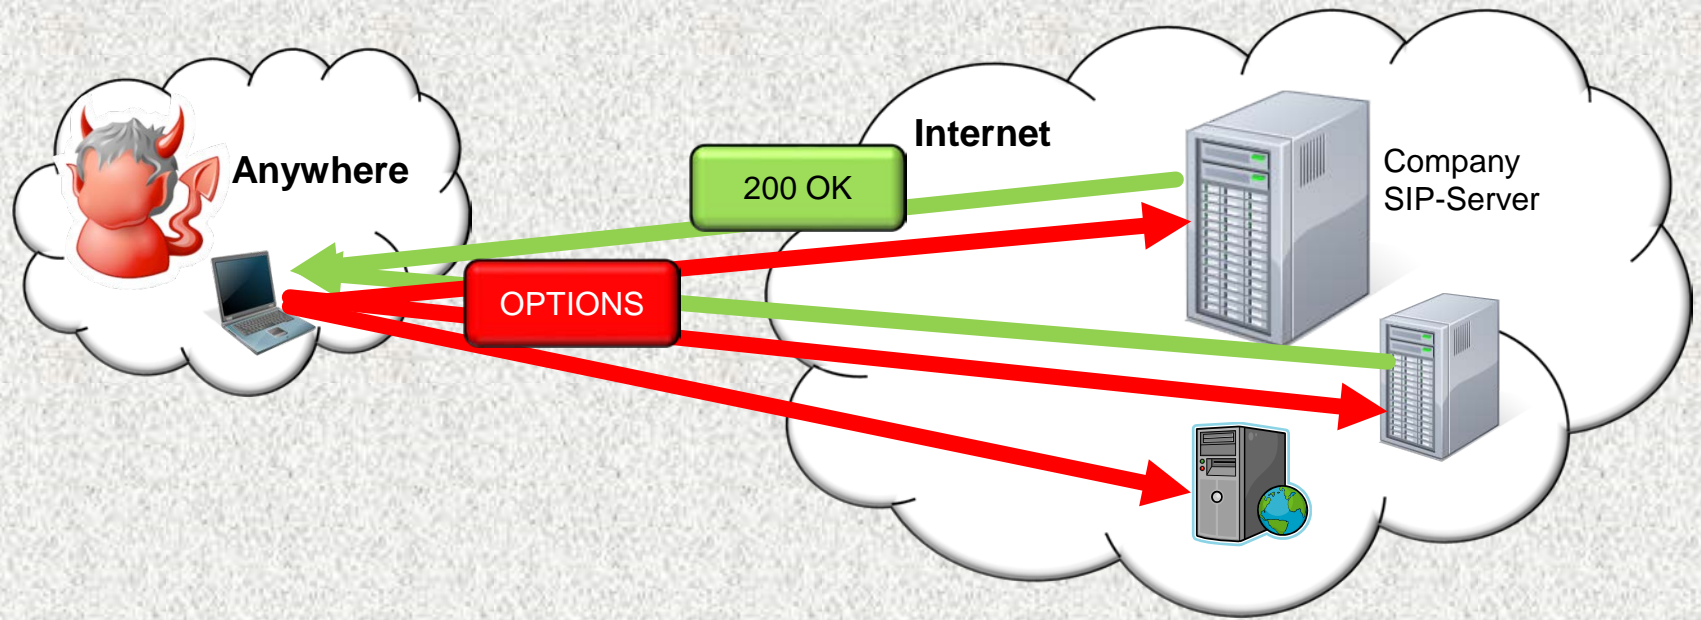 Anywhere
200 OK
Internet
Company
SIP-Server
OPTIONS